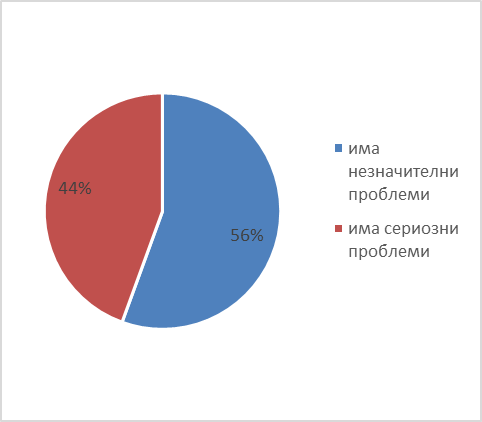 44%
56%
има
незначителни
проблеми
има сериозни
проблеми